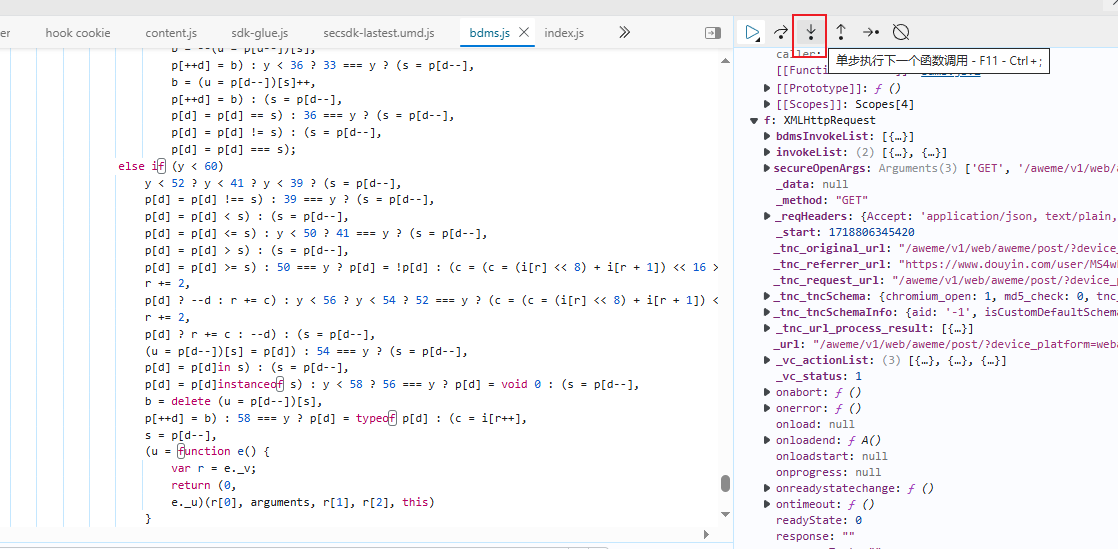 er
hook cookie
content.js
sdk-glue.js
secsdk-lastest.umd.js
bdms.js
index.js
b = --(u = p[d--])[s],
p[++d] = b) : y < 36 ? 33 === y ? (s = p[d--],
b = (u = p[d--])[s]++,
p[++d] = b) : (s = p[d--],
p[d] = p[d] == s) : 36 === y ? (s = p[d--],
p[d] = p[d] != s) : (s = p[d--],
p[d] = p[d] === s);
else if (y < 60)
y < 52 ? y < 41 ? y < 39 ? (s = p[d--],
p[d] = p[d] !== s) : 39 === y ? (s = p[d--],
p[d] = p[d] < s) : (s = p[d--],
p[d] = p[d] <= s) : y < 50 ? 41 === y ? (s = p[d--],
p[d] = p[d] > s) : (s = p[d--],
p[d] = p[d] >= s) : 50 === y ? p[d] = !p[d] : (c = (c = (i[r] << 8) + i[r + 1]) << 16 >
r += 2,
p[d] ? --d : r += c) : y < 56 ? y < 54 ? 52 === y ? (c = (c = (i[r] << 8) + i[r + 1]) <
r += 2,
p[d] ? r += c : --d) : (s = p[d--],
(u = p[d--])[s] = p[d]) : 54 === y ? (s = p[d--],
p[d] = p[d]in s) : (s = p[d--],
p[d] = p[d]instanceof s) : y < 58 ? 56 === y ? p[d] = void 0 : (s = p[d--],
b = delete (u = p[d--])[s],
p[++d] = b) : 58 === y ? p[d] = typeof p[d] : (c = i[r++],
s = p[d--],
(u = function e() {
var r = e._v;
return (0,
e._u)(r[0], arguments, r[1], r[2], this)
}
单步执行下一个函数调用 - F11 - Ctrl + ;
caller:
[[Functio
[[Prototype]]: ƒ ()
[[Scopes]]: Scopes[4]
f: XMLHttpRequest
bdmsInvokeList: [{…}]
invokeList: (2) [{…}, {…}]
secureOpenArgs: Arguments(3) ['GET', '/aweme/v1/web/a
_data: null
_method: "GET"
_reqHeaders: {Accept: 'application/json, text/plain,
_start: 1718806345420
_tnc_original_url: "/aweme/v1/web/aweme/post/?device_
_tnc_referrer_url: "https://www.douyin.com/user/MS4w
_tnc_request_url: "/aweme/v1/web/aweme/post/?device_p
_tnc_tncSchema: {chromium_open: 1, md5_check: 0, tnc_
_tnc_tncSchemaInfo: {aid: '-1', isCustomDefaultSchema
_tnc_url_process_result: [{…}]
_url: "/aweme/v1/web/aweme/post/?device_platform=weba
_vc_actionList: (3) [{…}, {…}, {…}]
_vc_status: 1
onabort: ƒ ()
onerror: ƒ ()
onload: null
onloadend: ƒ A()
onloadstart: null
onprogress: null
onreadystatechange: ƒ ()
ontimeout: ƒ ()
readyState: 0
response: ""